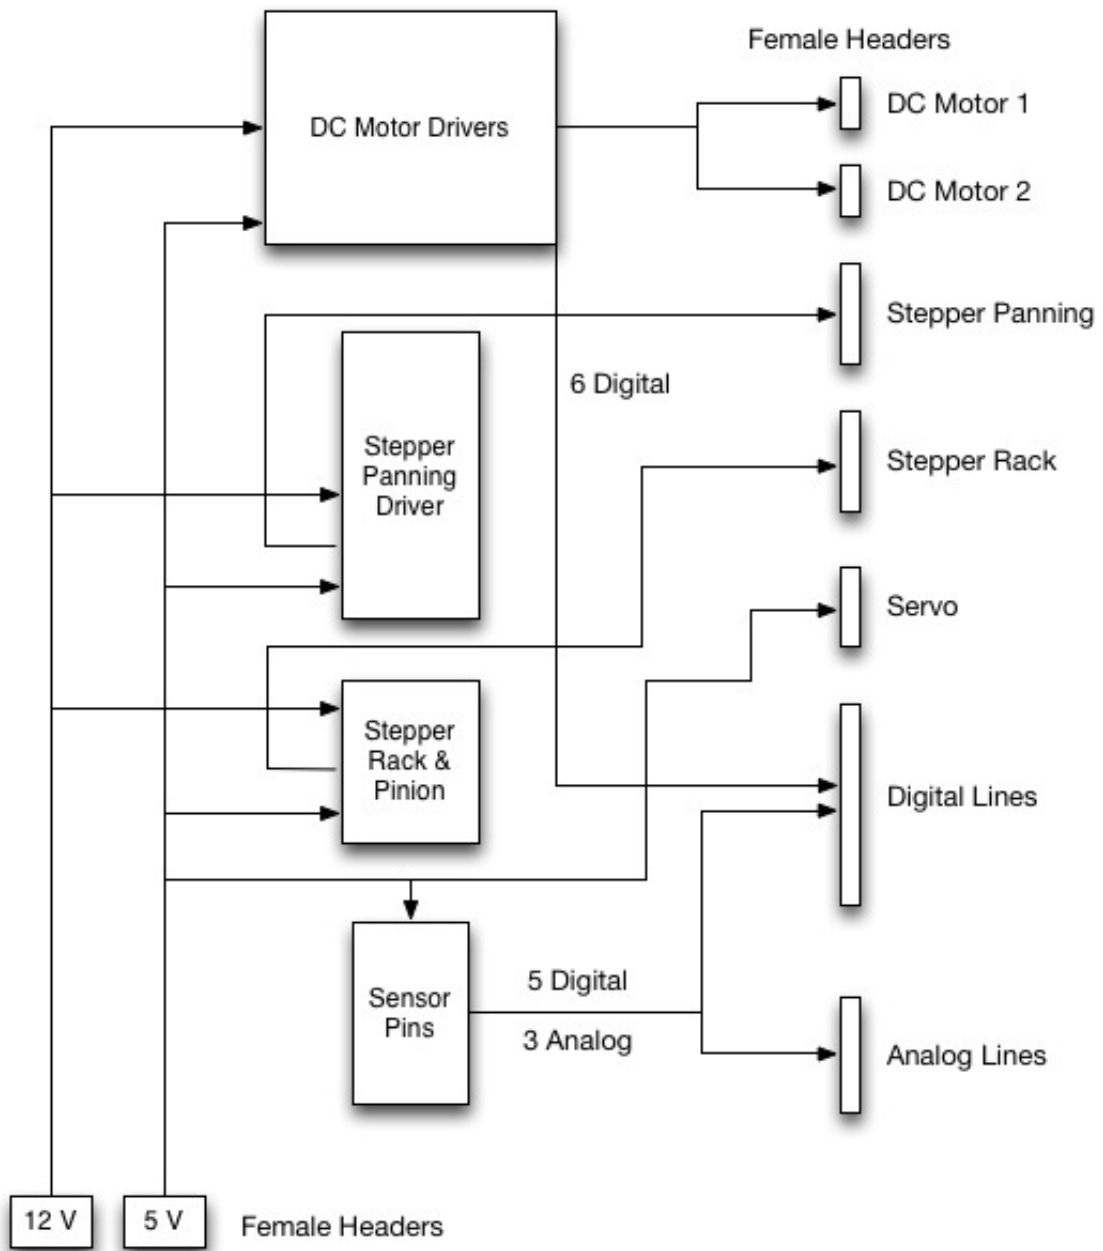 Female Headers
DC Motor 1
DC Motor Drivers
DC Motor 2
Stepper Panning
6 Digital
Stepper
Panning
Driver
Stepper Rack
Servo
Stepper
Rack &
Pinion
Digital Lines
5 Digital
Sensor
Pins
3 Analog
Analog Lines
12 V
5 V
Female Headers